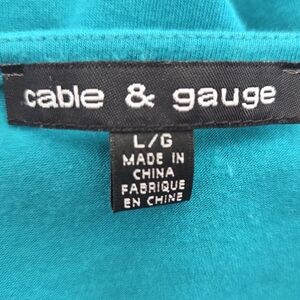 cable & gauge
L/G
MADE IN
CHINA
FABRIQUE
EN CHINE